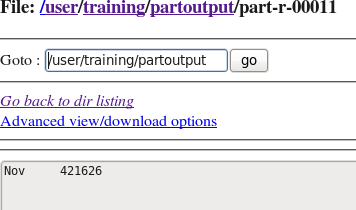 File: /user/training/partoutput/part-r-00011
Goto : /user/training/partoutput go
Go back to dir listing
Advanced view/download options
Nov 421626